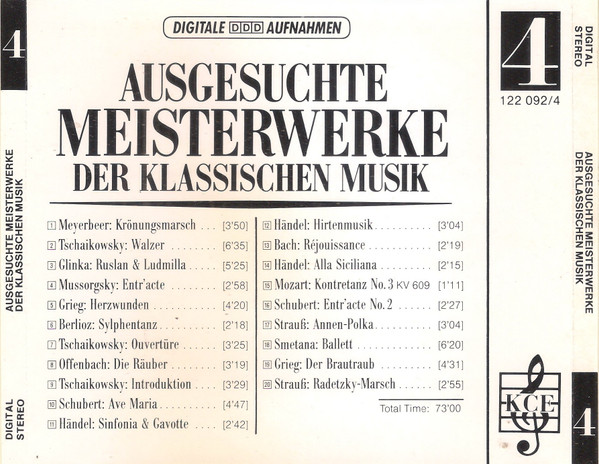 4
DIGITALE DDD AUFNAHMEN
AUSGESUCHTE
MEISTERWERKE
DER KLASSISCHEN MUSIK
1 Meyerbeer: Krönungsmarsch . . . [3'50]
2 Tschaikowsky: Walzer . . . . . . . . [6'35]
3 Glinka: Ruslan & Ludmilla . . . . . [5'25]
4 Mussorgsky: Entr'acte . . . . . . . [2'58]
5 Grieg: Herzwunden . . . . . . . . . [4'20]
6 Berlioz: Sylphentanz . . . . . . . . [2'18]
7 Tschaikowsky: Ouvertüre . . . . . [3'25]
8 Offenbach: Die Räuber . . . . . . [3'19]
9 Tschaikowsky: Introduktion . . . . [3'29]
10 Schubert: Ave Maria . . . . . . . . [4'47]
11 Händel: Sinfonia & Gavotte . . . . [2'42]
12 Händel: Hirtenmusik . . . . . . . . [3'04]
13 Bach: Réjouissance . . . . . . . . . [2'19]
14 Händel: Alla Siciliana . . . . . . . [2'15]
15 Mozart: Kontretanz No. 3 KV 609 [1'11]
16 Schubert: Entr'acte No. 2 . . . . . [2'27]
17 Strauß: Annen-Polka . . . . . . . . [3'04]
18 Smetana: Ballett . . . . . . . . . . [6'20]
19 Grieg: Der Brautraub . . . . . . . [4'31]
20 Strauß: Radetzky-Marsch . . . . . [2'55]
Total Time: 73'00
4
122 092/4
KCE
AUSGESUCHTE MEISTERWERKE
DER KLASSISCHEN MUSIK
DIGITAL
STEREO
DIGITAL
STEREO
AUSGESUCHTE MEISTERWERKE
DER KLASSISCHEN MUSIK
4